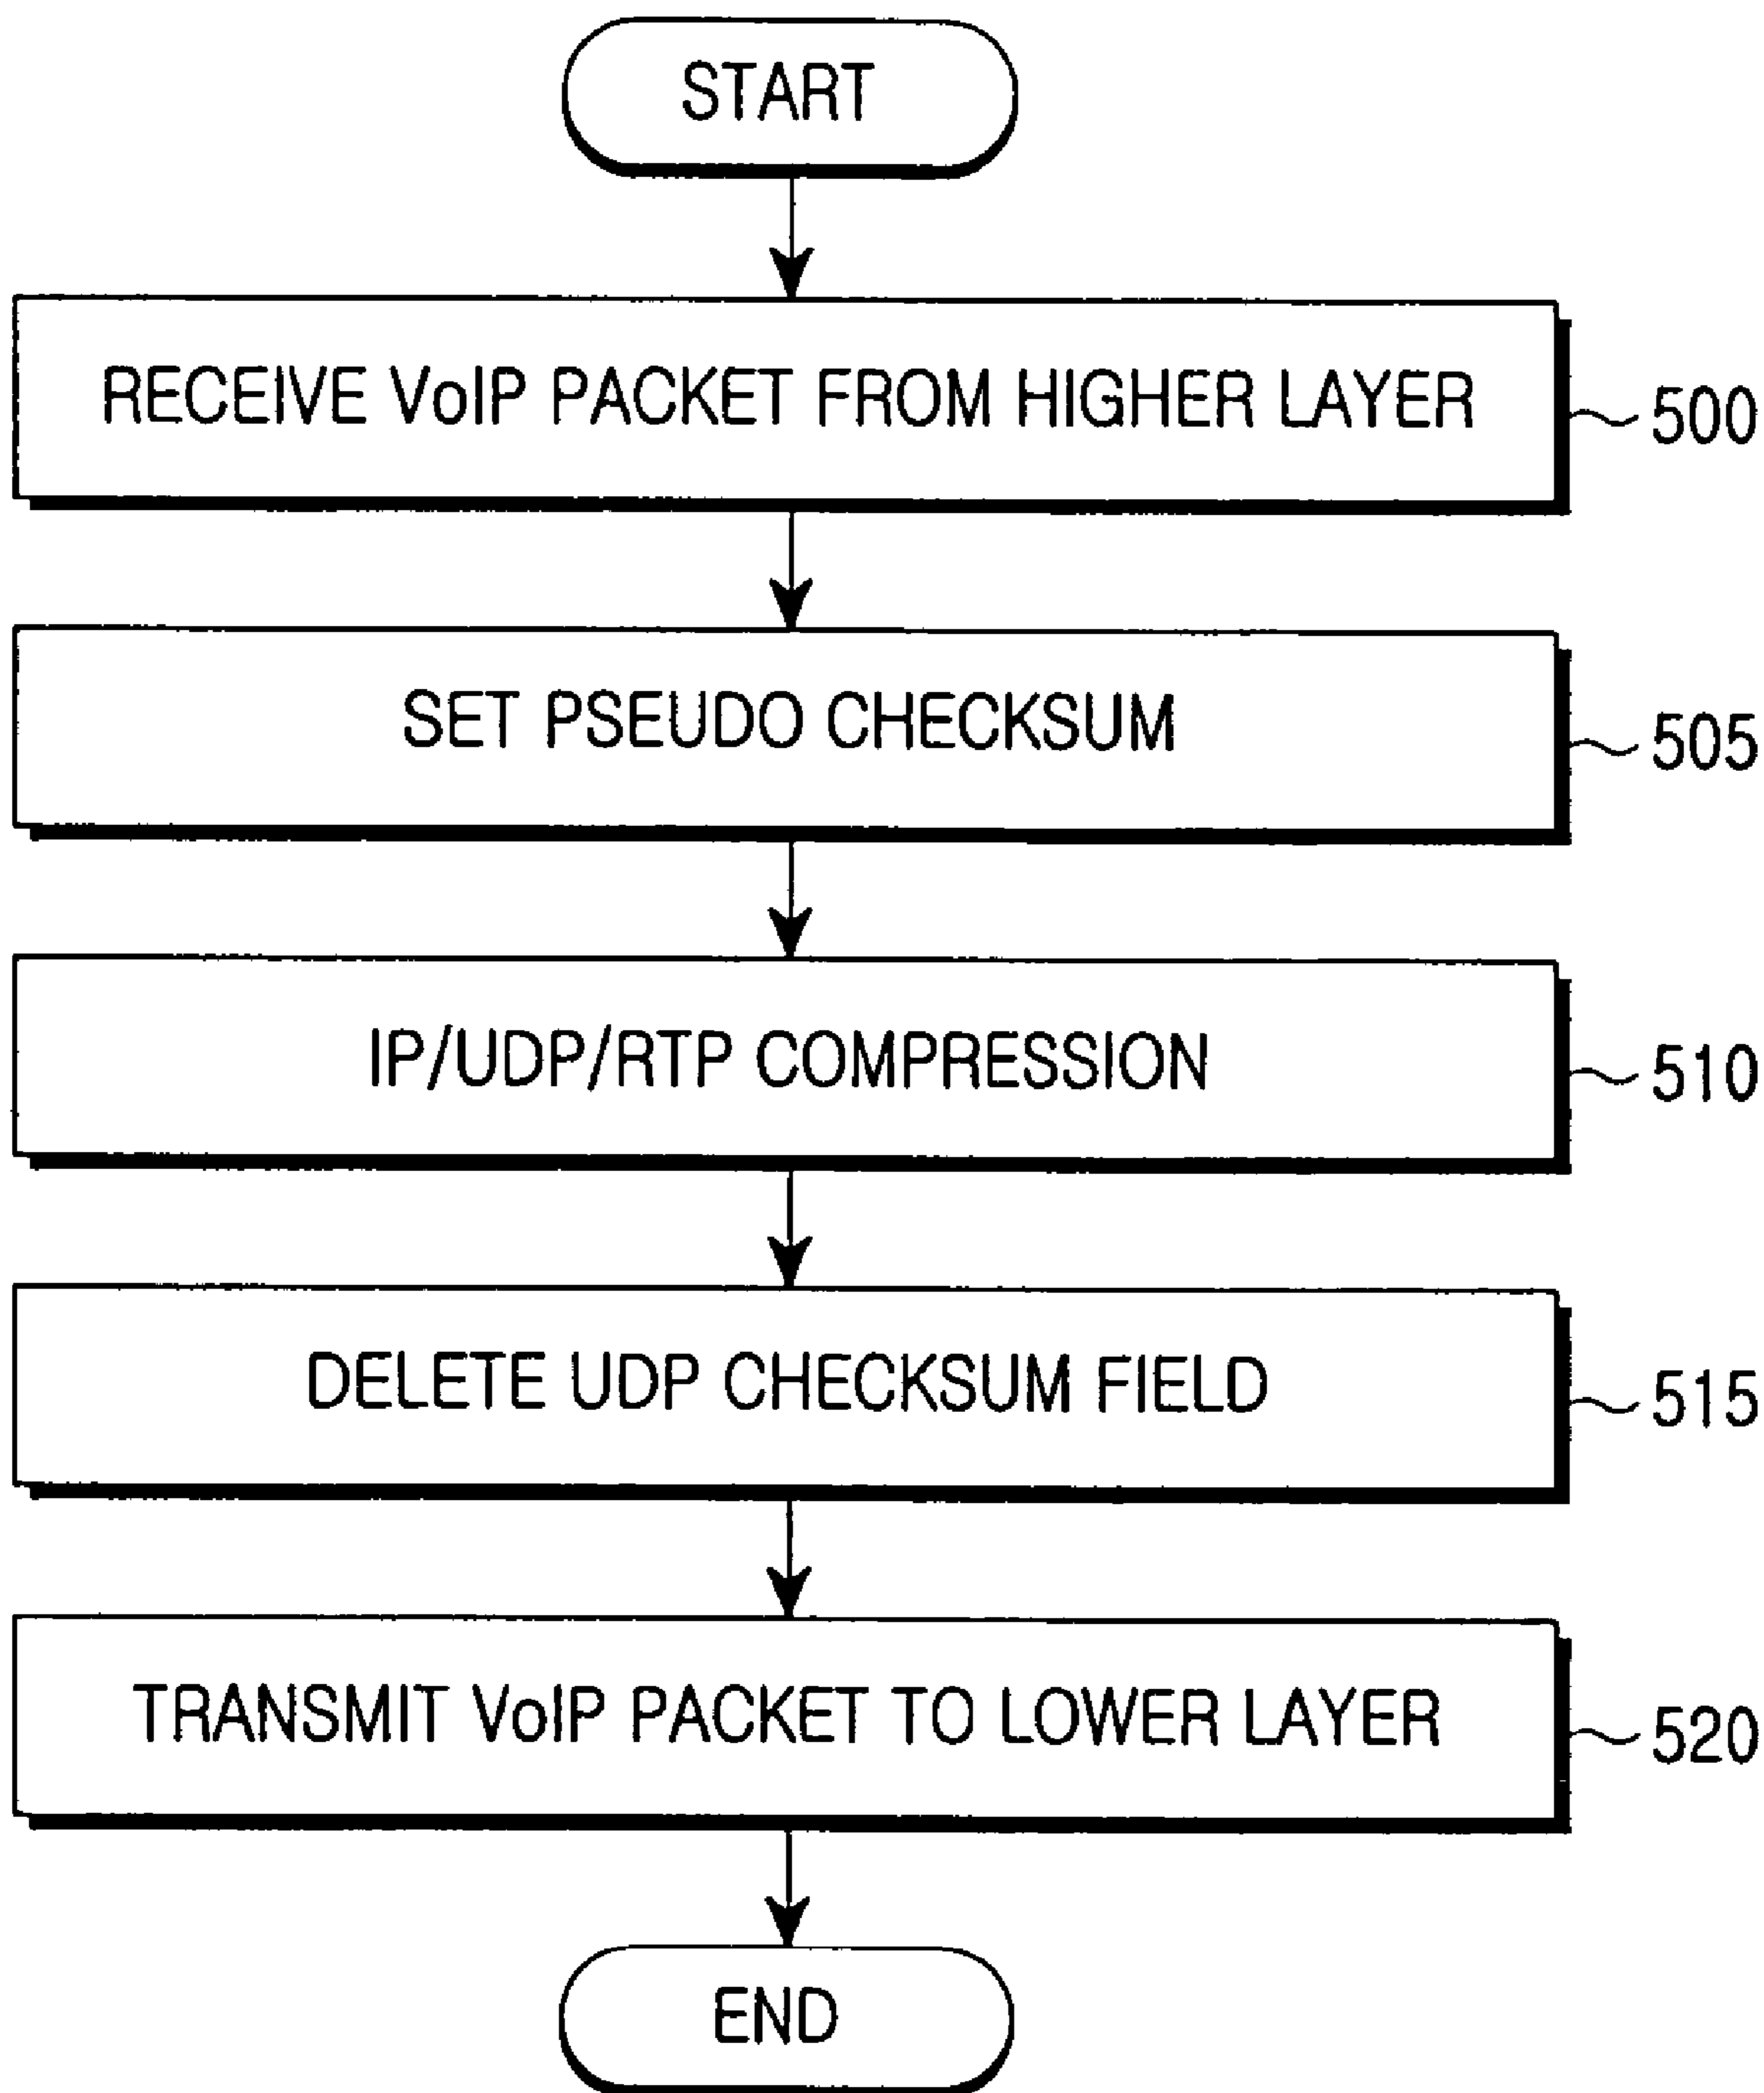 START
RECEIVE VoIP PACKET FROM HIGHER LAYER
500
SET PSEUDO CHECKSUM
505
IP/UDP/RTP COMPRESSION
510
DELETE UDP CHECKSUM FIELD
515
TRANSMIT VoIP PACKET TO LOWER LAYER
520
END